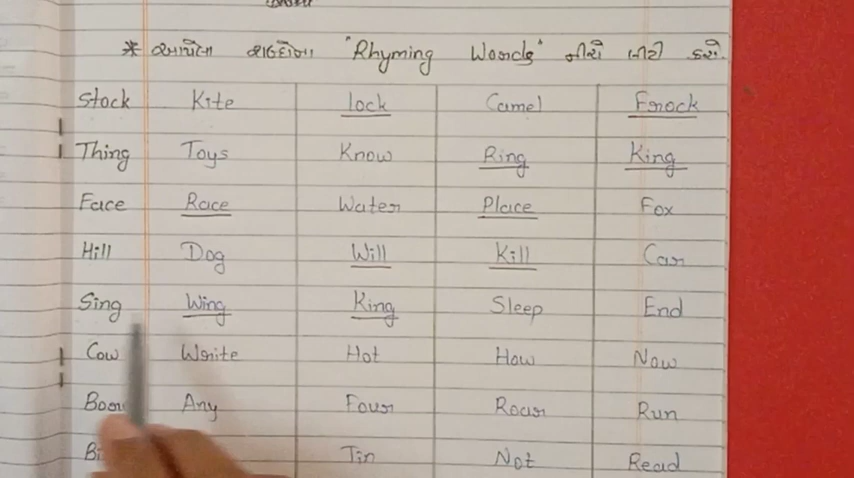 * આપેલા શબ્દોના "Rhyming Words" નીચે લીટી કરો.
Stock Kite lock Camel Frock
Thing Toys Know Ring King
Face Race Water Place Fox
Hill Dog Will Kill Car
Sing Wing King Sleep End
Cow Write Hot How Now
Any Four Roar Run
Tin Not Read